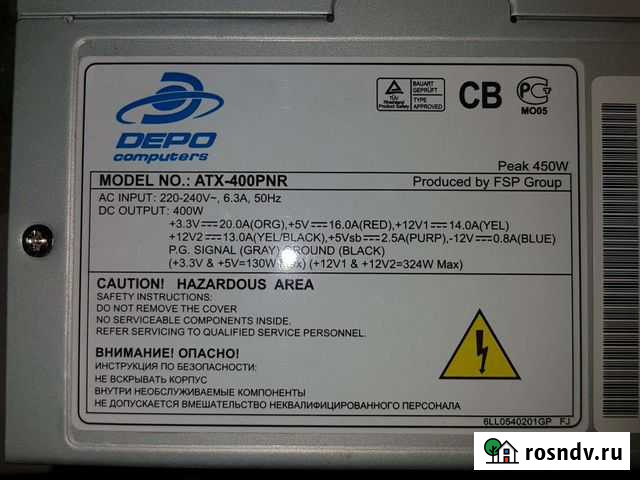 DEPO
computers
TÜV
Rheinland
Product Safety
BAUART
GEPRÜFT
TYPE
APPROVED
CB
PC
MO05
Peak 450W
MODEL NO.: ATX-400PNR
Produced by FSP Group
AC INPUT: 220-240V~, 6.3A, 50Hz
DC OUTPUT: 400W
+3.3V⎓20.0A(ORG), +5V⎓16.0A(RED), +12V1⎓14.0A(YEL)
+12V2⎓13.0A(YEL/BLACK), +5Vsb⎓2.5A(PURP), -12V⎓0.8A(BLUE)
P.G. SIGNAL (GRAY) GROUND (BLACK)
(+3.3V & +5V=130W Max) (+12V1 & +12V2=324W Max)
CAUTION! HAZARDOUS AREA
SAFETY INSTRUCTIONS:
DO NOT REMOVE THE COVER
NO SERVICEABLE COMPONENTS INSIDE.
REFER SERVICING TO QUALIFIED SERVICE PERSONNEL.
ВНИМАНИЕ! ОПАСНО!
ИНСТРУКЦИЯ ПО БЕЗОПАСНОСТИ:
НЕ ВСКРЫВАТЬ КОРПУС
ВНУТРИ НЕОБСЛУЖИВАЕМЫЕ КОМПОНЕНТЫ
НЕ ДОПУСКАЕТСЯ ВМЕШАТЕЛЬСТВО НЕКВАЛИФИЦИРОВАННОГО ПЕРСОНАЛА
6LL0540201GP FJ
rosndv.ru